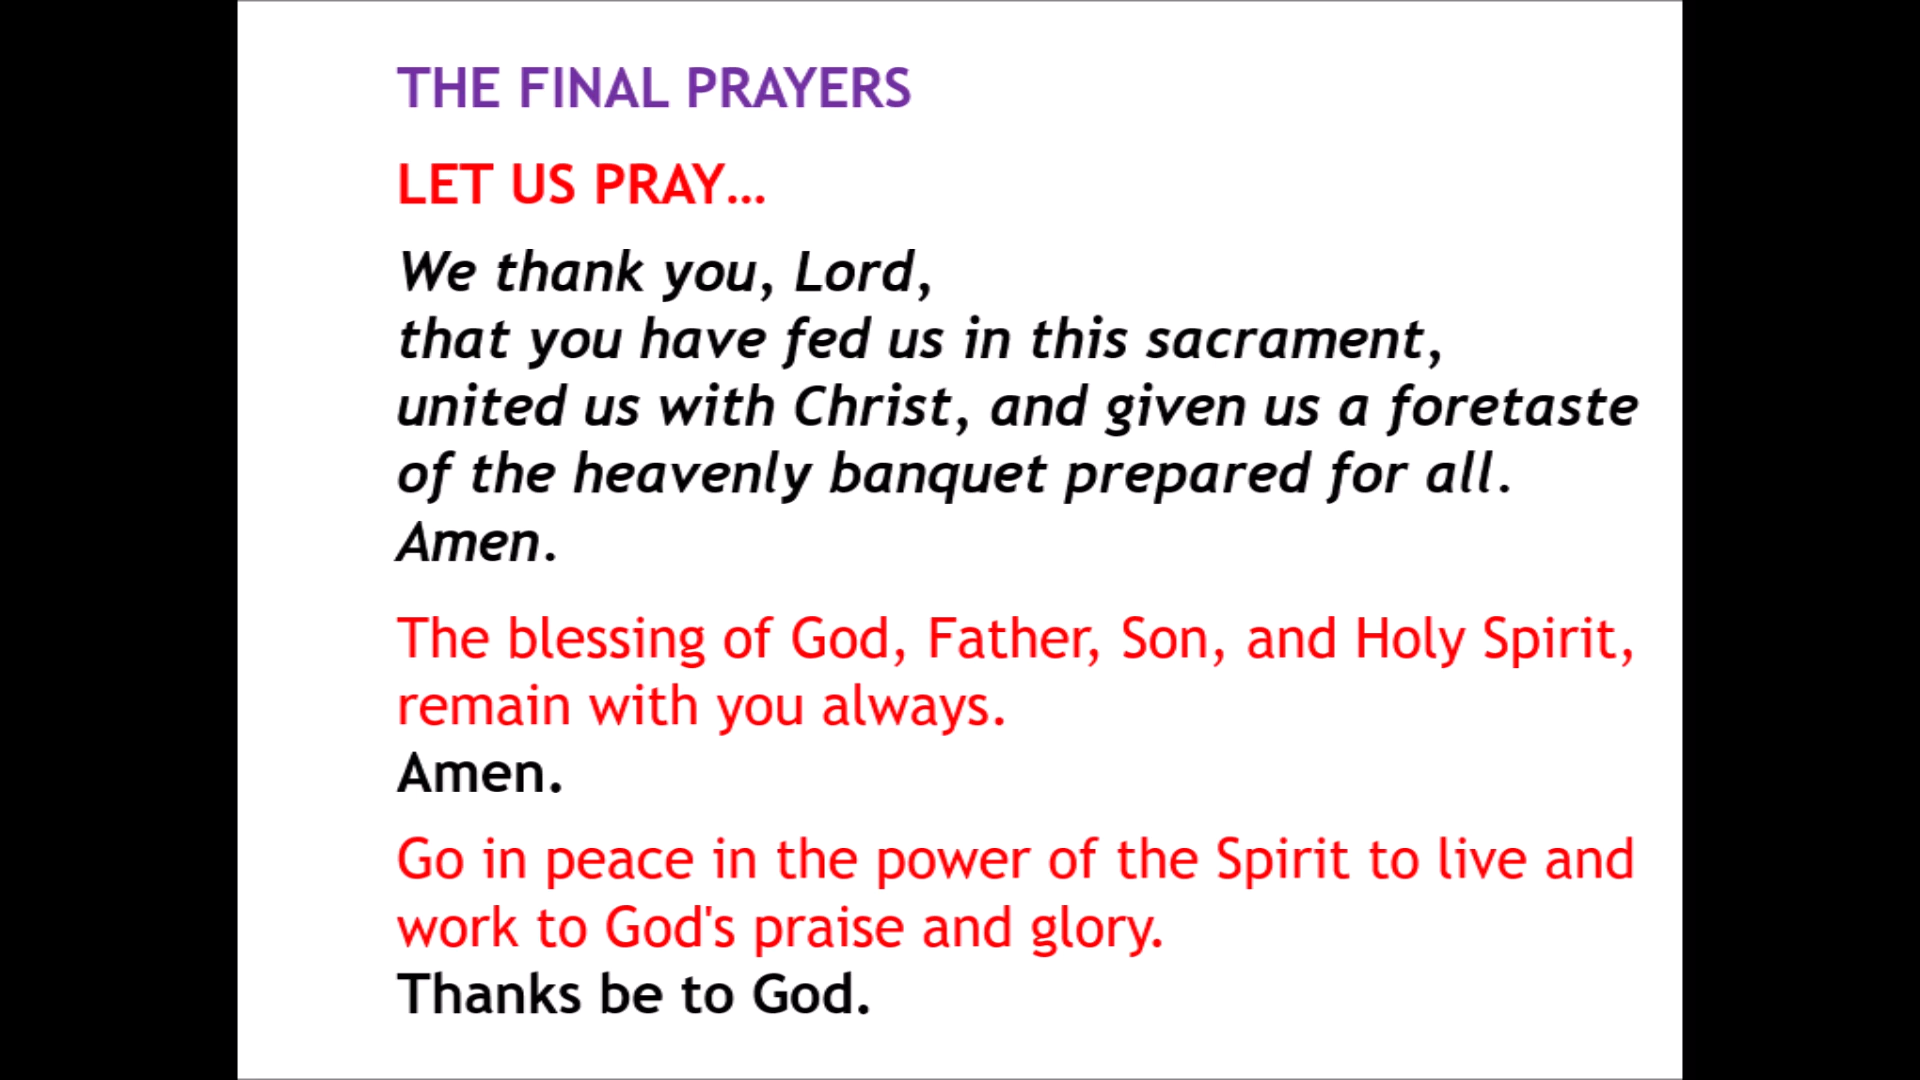 THE FINAL PRAYERS
LET US PRAY...
We thank you, Lord,
that you have fed us in this sacrament,
united us with Christ, and given us a foretaste
of the heavenly banquet prepared for all.
Amen.
The blessing of God, Father, Son, and Holy Spirit,
remain with you always.
Amen.
Go in peace in the power of the Spirit to live and
work to God's praise and glory.
Thanks be to God.